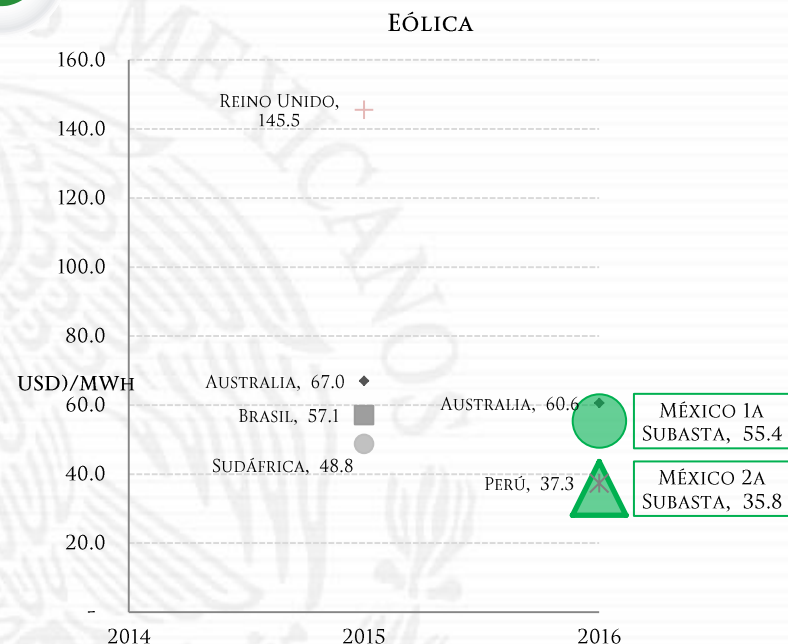 Eólica
160.0
Reino Unido,
145.5
140.0
120.0
100.0
80.0
USD)/MWh
Australia, 67.0
60.0
Australia, 60.6
México 1a
Subasta, 55.4
Brasil, 57.1
Sudáfrica, 48.8
40.0
Perú, 37.3
México 2a
Subasta, 35.8
20.0
-
2014
2015
2016
MEXICANOS